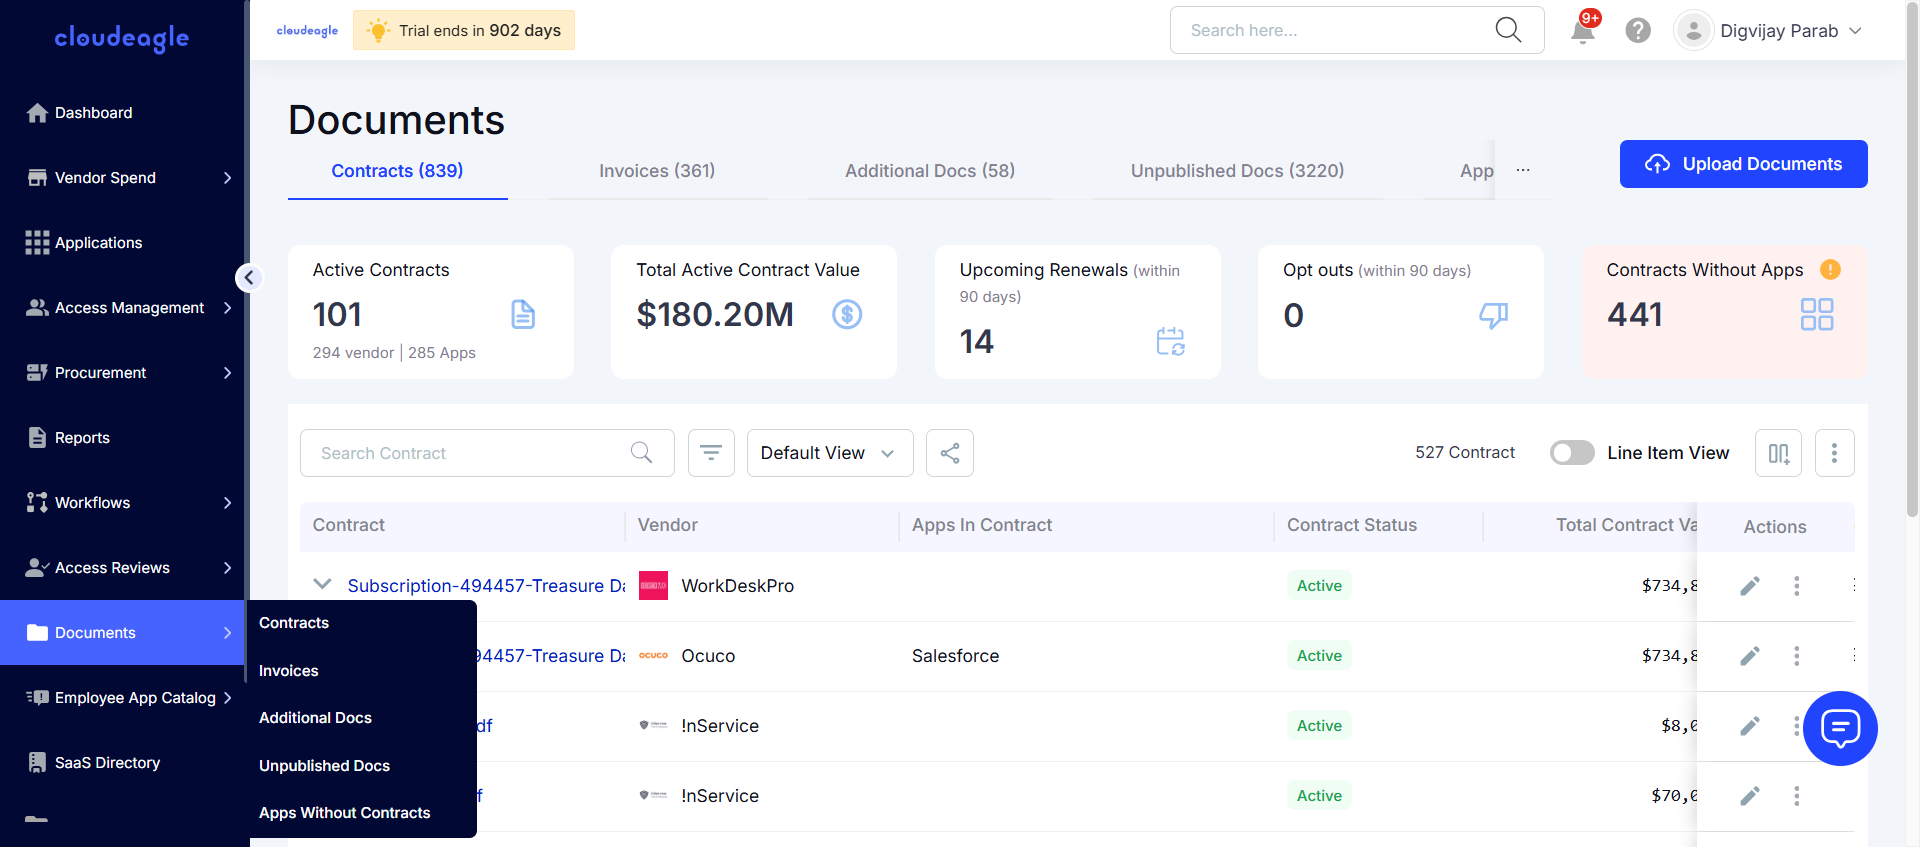 cloudeagle
Dashboard
Vendor Spend
Applications
Access Management
Procurement
Reports
Workflows
Access Reviews
Documents
Employee App Catalog
SaaS Directory
Contracts
Invoices
Additional Docs
Unpublished Docs
Apps Without Contracts
cloudeagle
Trial ends in 902 days
Search here...
9+
Digvijay Parab
Documents
Contracts (839)
Invoices (361)
Additional Docs (58)
Unpublished Docs (3220)
App
...
Upload Documents
Active Contracts
101
294 vendor | 285 Apps
Total Active Contract Value
$180.20M
Upcoming Renewals (within
90 days)
14
Opt outs (within 90 days)
0
Contracts Without Apps
441
Search Contract
Default View
527 Contract
Line Item View
Contract Vendor Apps In Contract Contract Status Total Contract Va Actions
Subscription-494457-Treasure Da WorkDeskPro Active $734,8
94457-Treasure Da ocuco Ocuco Salesforce Active $734,8
df !nService Active $8,0
f !nService Active $70,0